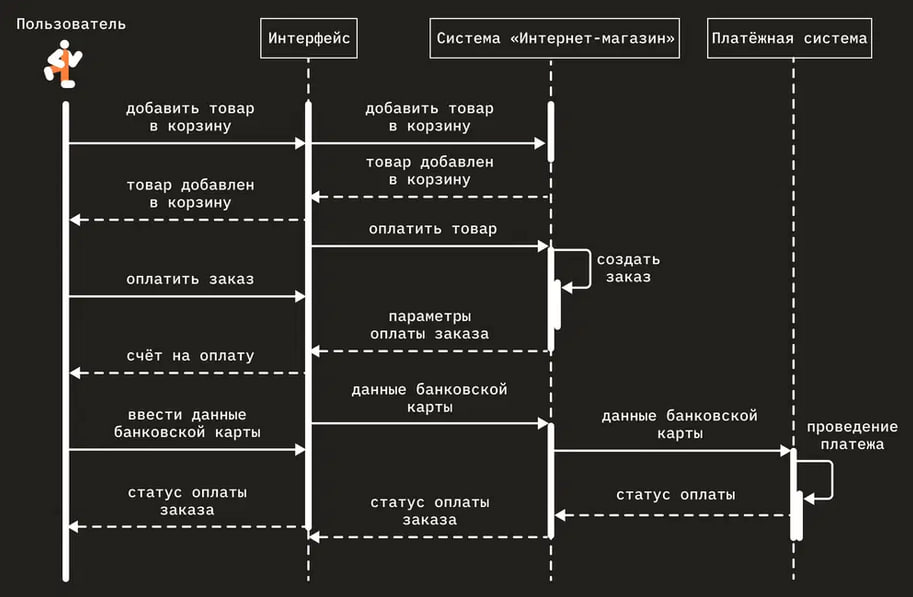 Пользователь
Интерфейс
Система «Интернет-магазин»
Платёжная система
добавить товар
в корзину
добавить товар
в корзину
товар добавлен
в корзину
товар добавлен
в корзину
оплатить товар
создать
заказ
оплатить заказ
параметры
оплаты заказа
счёт на оплату
данные банковской
карты
ввести данные
банковской карты
данные банковской
карты
проведение
платежа
статус оплаты
заказа
статус оплаты
заказа
статус оплаты